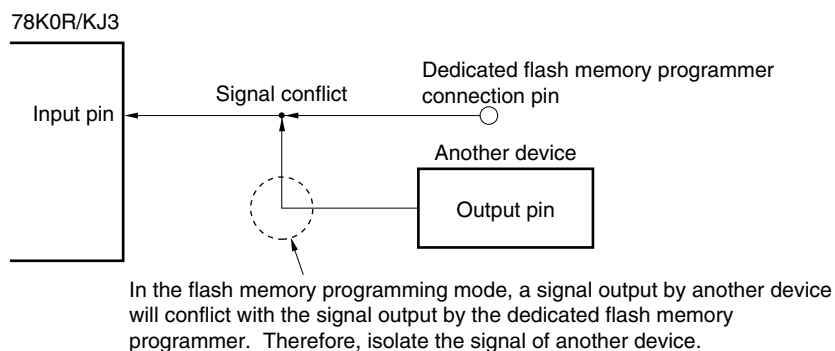 78K0R/KJ3
Input pin
Signal conflict
Dedicated flash memory programmer
connection pin
Another device
Output pin
In the flash memory programming mode, a signal output by another device
will conflict with the signal output by the dedicated flash memory
programmer. Therefore, isolate the signal of another device.